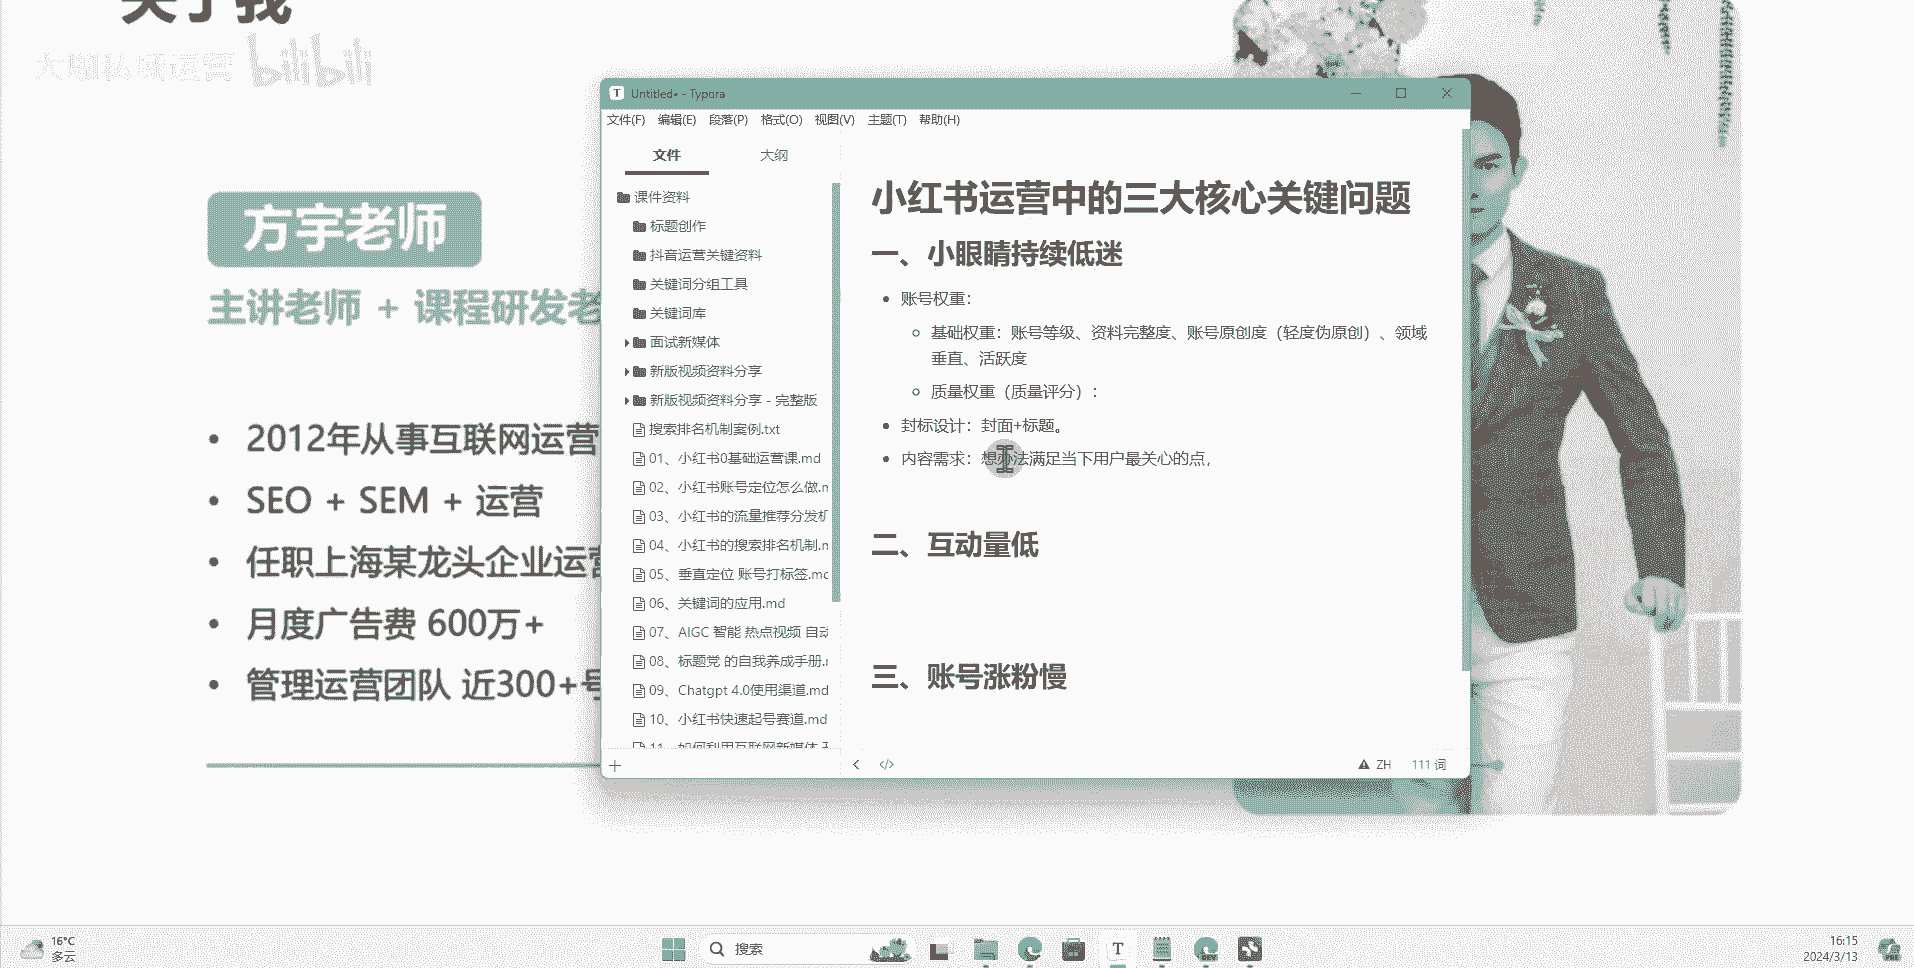 关于我
bilibili
方宇老师
主讲老师 + 课程研发老
2012年从事互联网运营
SEO + SEM + 运营
任职上海某龙头企业运营
月度广告费 600万+
管理运营团队 近300+号
Untitled• - Typora
文件(F) 编辑(E) 段落(P) 格式(O) 视图(V) 主题(T) 帮助(H)
文件 大纲
课件资料
标题创作
抖音运营关键资料
关键词分组工具
关键词库
面试新媒体
新版视频资料分享
新版视频资料分享 - 完整版
搜索排名机制案例.txt
01、小红书0基础运营课.md
02、小红书账号定位怎么做.m
03、小红书的流量推荐分发机
04、小红书的搜索排名机制.m
05、垂直定位 账号打标签.md
06、关键词的应用.md
07、AIGC 智能 热点视频 自动
08、标题党 的自我养成手册.m
09、Chatgpt 4.0使用渠道.md
10、小红书快速起号赛道.md
11、如何利用互联网新媒体
小红书运营中的三大核心关键问题
一、小眼睛持续低迷
账号权重：
基础权重：账号等级、资料完整度、账号原创度（轻度伪原创）、领域
垂直、活跃度
质量权重（质量评分）：
封标设计：封面+标题。
内容需求：想办法满足当下用户最关心的点，
二、互动量低
三、账号涨粉慢
ZH 111 词
16°C
多云
搜索
16:15
2024/3/13